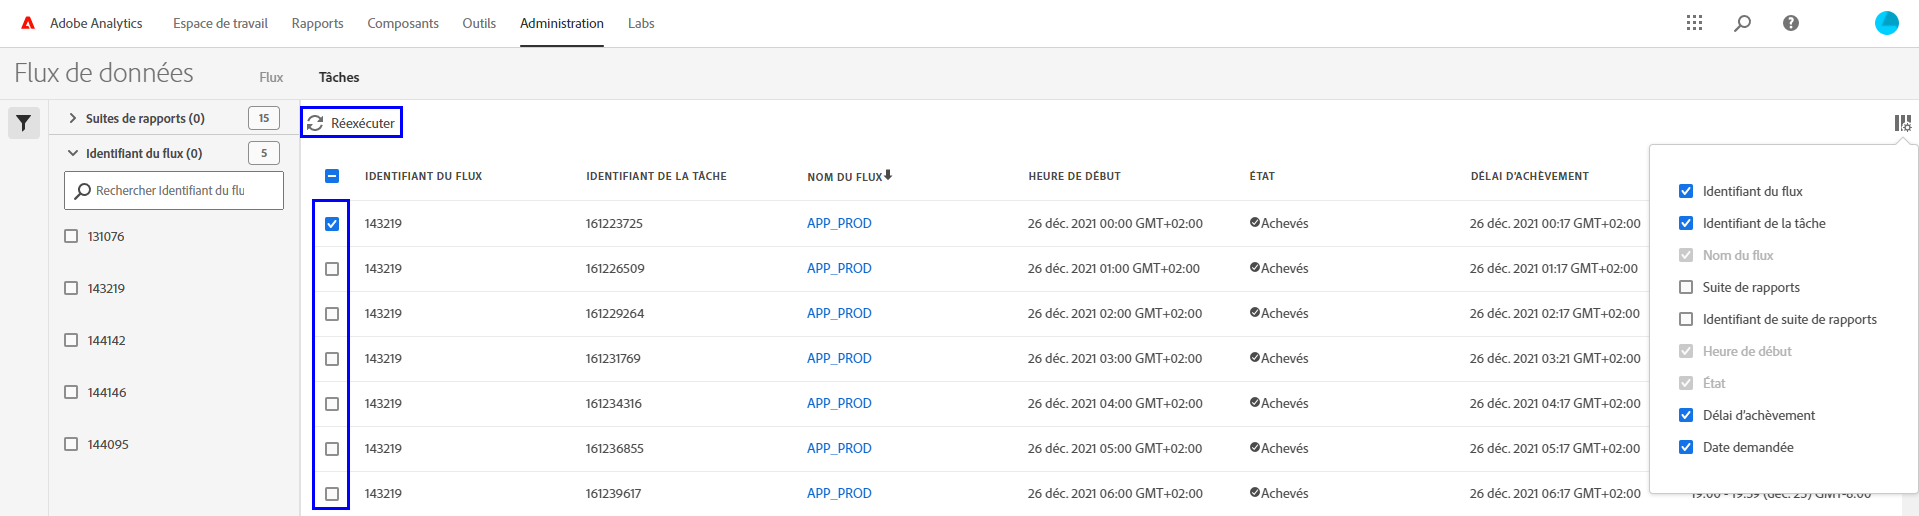 Adobe Analytics Espace de travail Rapports Composants Outils Administration Labs
Flux de données Flux Tâches
Suites de rapports (0) 15
Identifiant du flux (0) 5
Rechercher Identifiant du flu
131076
143219
144142
144146
144095
Réexécuter
IDENTIFIANT DU FLUX IDENTIFIANT DE LA TÂCHE NOM DU FLUX HEURE DE DÉBUT ÉTAT DÉLAI D'ACHÈVEMENT
143219 161223725 APP_PROD 26 déc. 2021 00:00 GMT+02:00 Achevés 26 déc. 2021 00:17 GMT+02:00
143219 161226509 APP_PROD 26 déc. 2021 01:00 GMT+02:00 Achevés 26 déc. 2021 01:17 GMT+02:00
143219 161229264 APP_PROD 26 déc. 2021 02:00 GMT+02:00 Achevés 26 déc. 2021 02:17 GMT+02:00
143219 161231769 APP_PROD 26 déc. 2021 03:00 GMT+02:00 Achevés 26 déc. 2021 03:21 GMT+02:00
143219 161234316 APP_PROD 26 déc. 2021 04:00 GMT+02:00 Achevés 26 déc. 2021 04:17 GMT+02:00
143219 161236855 APP_PROD 26 déc. 2021 05:00 GMT+02:00 Achevés 26 déc. 2021 05:17 GMT+02:00
143219 161239617 APP_PROD 26 déc. 2021 06:00 GMT+02:00 Achevés 26 déc. 2021 06:17 GMT+02:00
Identifiant du flux
Identifiant de la tâche
Nom du flux
Suite de rapports
Identifiant de suite de rapports
Heure de début
État
Délai d'achèvement
Date demandée